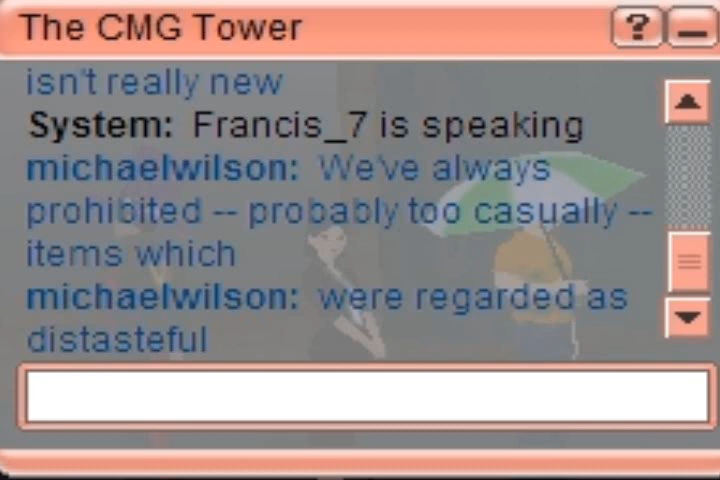 The CMG Tower
?
isn't really new
System: Francis_7 is speaking
michaelwilson: We've always
prohibited -- probably too casually --
items which
michaelwilson: were regarded as
distasteful